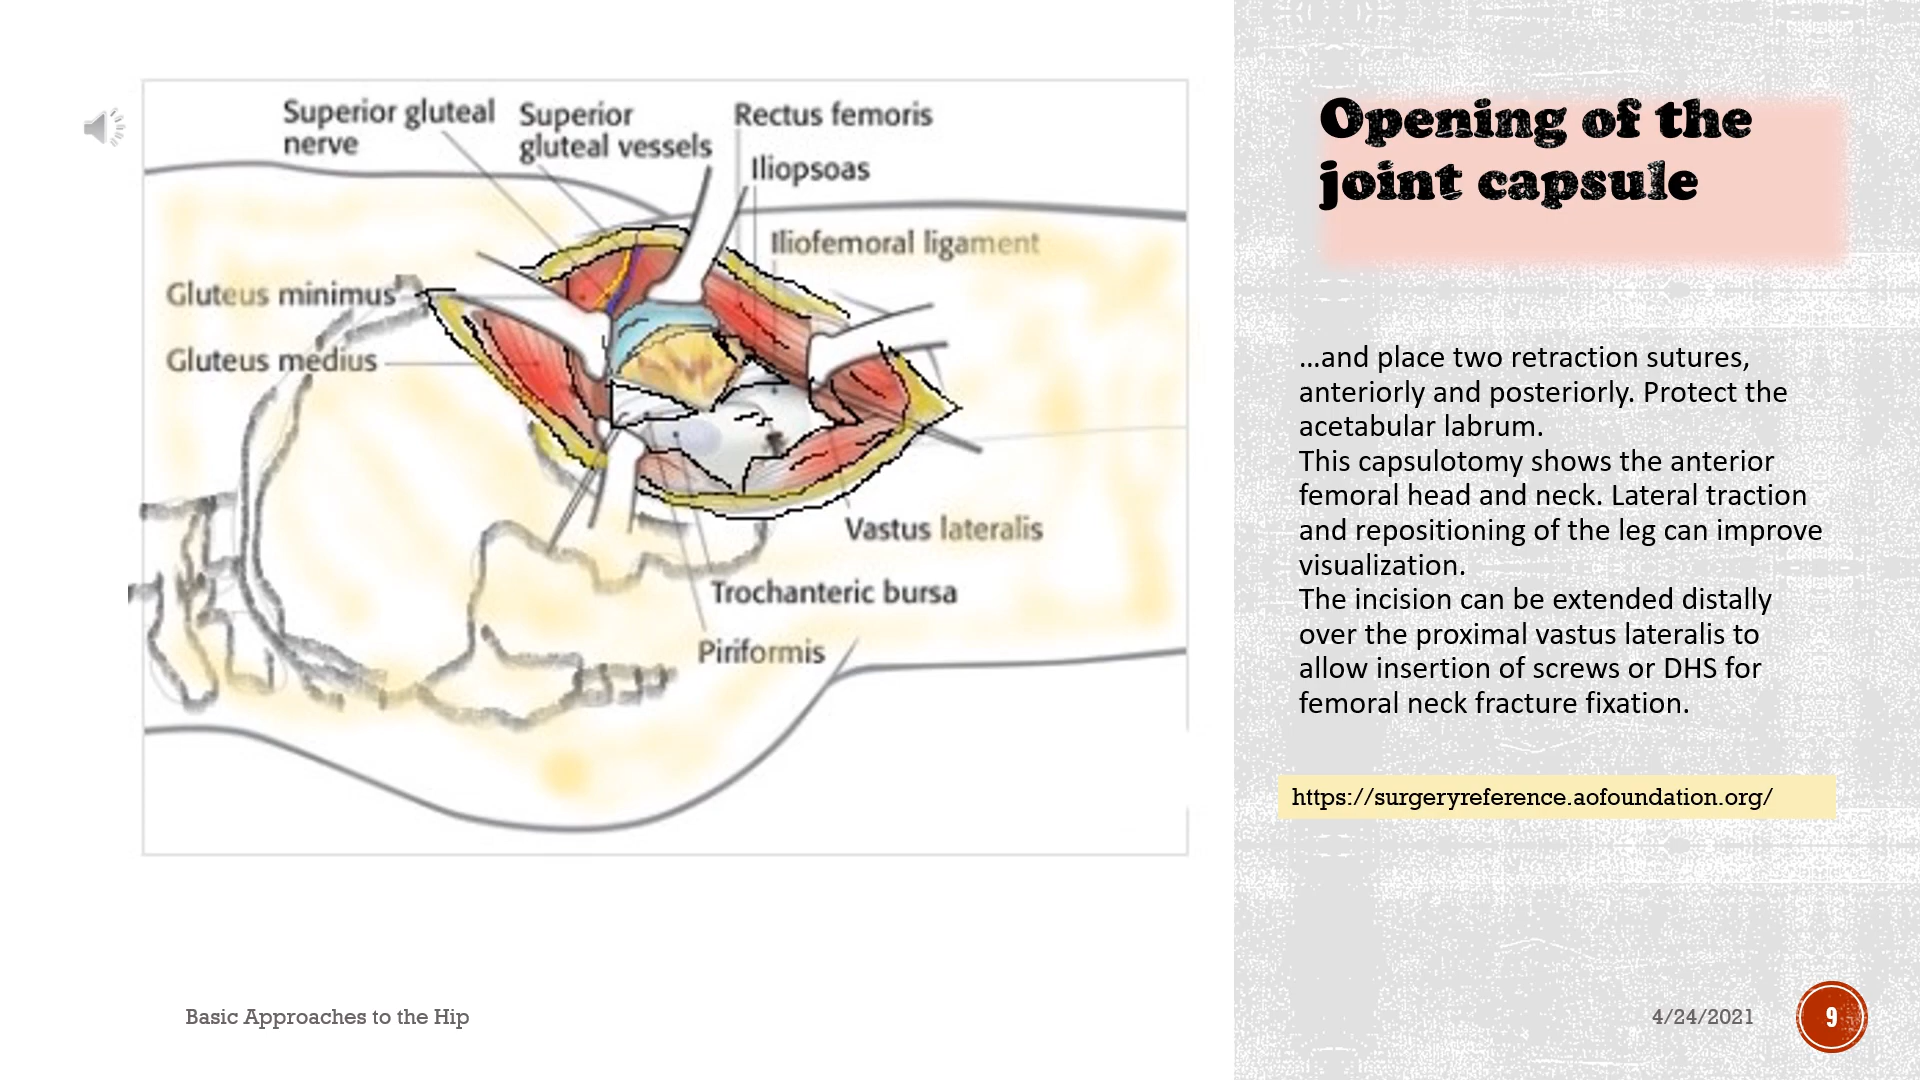 Superior gluteal
nerve
Superior
gluteal vessels
Rectus femoris
Iliopsoas
Iliofemoral ligament
Gluteus minimus
Gluteus medius
Vastus lateralis
Trochanteric bursa
Piriformis
Opening of the
joint capsule
...and place two retraction sutures,
anteriorly and posteriorly. Protect the
acetabular labrum.
This capsulotomy shows the anterior
femoral head and neck. Lateral traction
and repositioning of the leg can improve
visualization.
The incision can be extended distally
over the proximal vastus lateralis to
allow insertion of screws or DHS for
femoral neck fracture fixation.
https://surgeryreference.aofoundation.org/
Basic Approaches to the Hip
4/24/2021
9